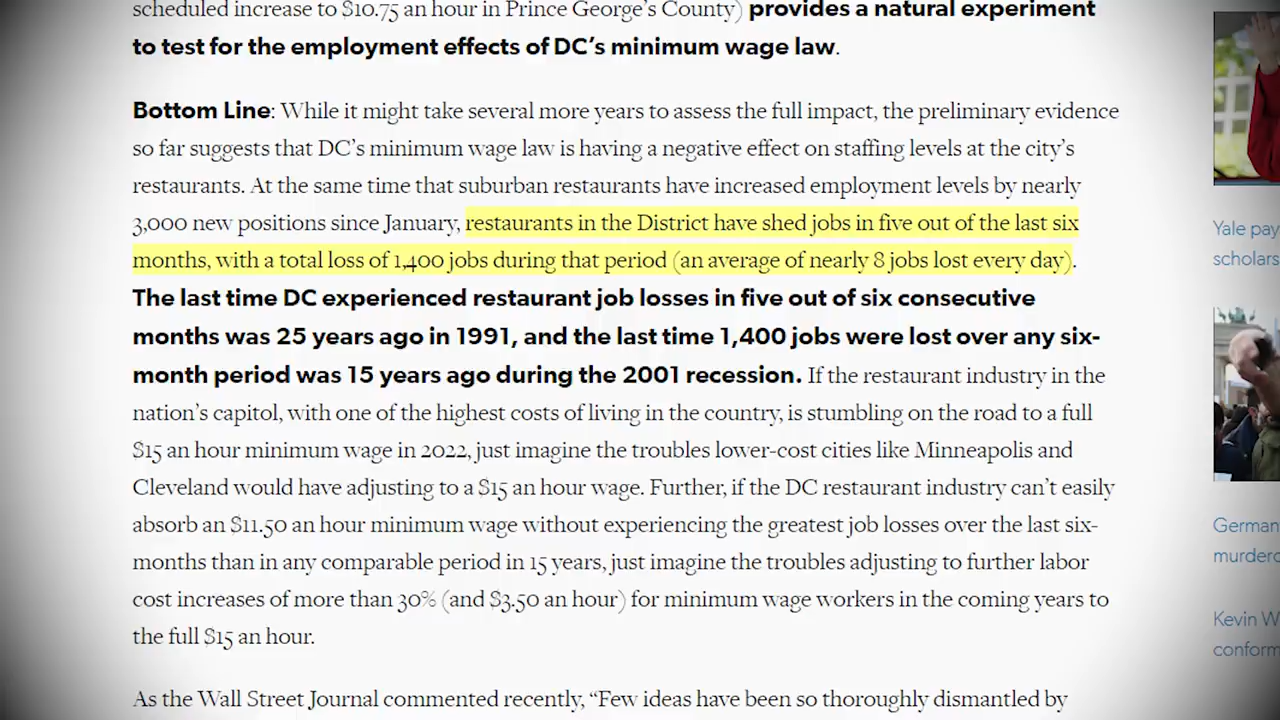 scheduled increase to $10.75 an hour in Prince George's County) provides a natural experiment
to test for the employment effects of DC's minimum wage law.
Bottom Line: While it might take several more years to assess the full impact, the preliminary evidence
so far suggests that DC's minimum wage law is having a negative effect on staffing levels at the city's
restaurants. At the same time that suburban restaurants have increased employment levels by nearly
3,000 new positions since January, restaurants in the District have shed jobs in five out of the last six
months, with a total loss of 1,400 jobs during that period (an average of nearly 8 jobs lost every day).
The last time DC experienced restaurant job losses in five out of six consecutive
months was 25 years ago in 1991, and the last time 1,400 jobs were lost over any six-
month period was 15 years ago during the 2001 recession. If the restaurant industry in the
nation's capitol, with one of the highest costs of living in the country, is stumbling on the road to a full
$15 an hour minimum wage in 2022, just imagine the troubles lower-cost cities like Minneapolis and
Cleveland would have adjusting to a $15 an hour wage. Further, if the DC restaurant industry can't easily
absorb an $11.50 an hour minimum wage without experiencing the greatest job losses over the last six-
months than in any comparable period in 15 years, just imagine the troubles adjusting to further labor
cost increases of more than 30% (and $3.50 an hour) for minimum wage workers in the coming years to
the full $15 an hour.
As the Wall Street Journal commented recently, “Few ideas have been so thoroughly dismantled by
Yale pay
scholars
German
murder
Kevin W
conform